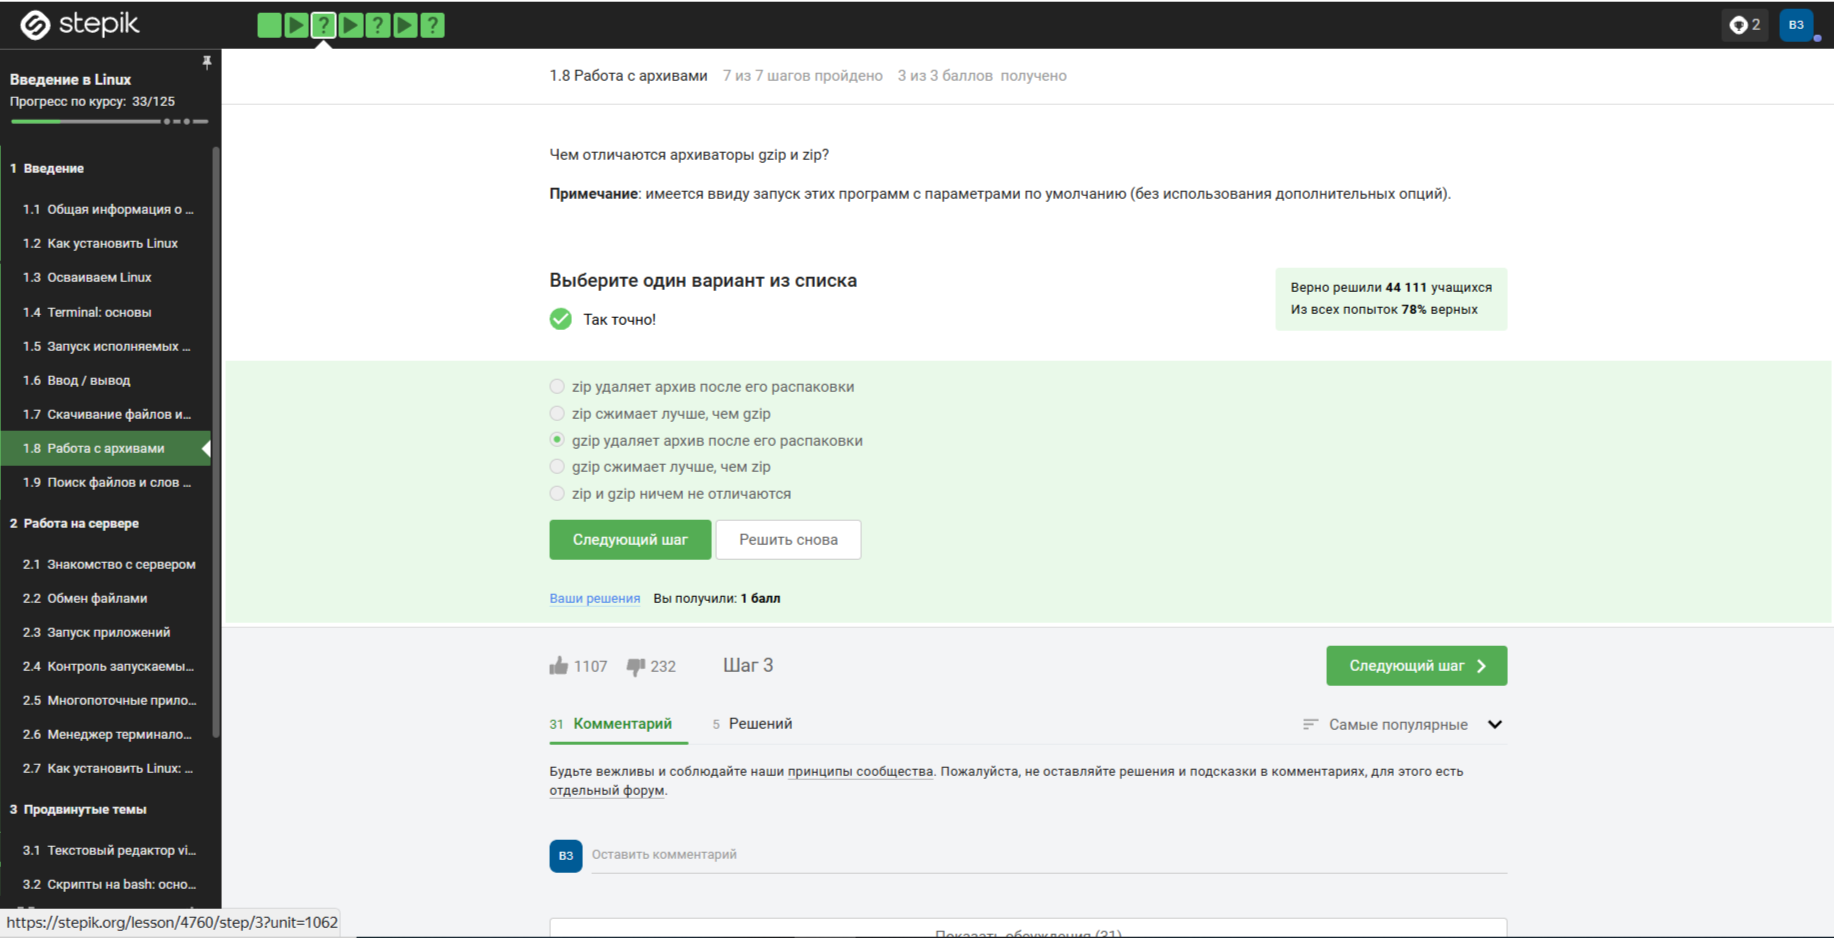 stepik
? ? ?
2
ВЗ
Введение в Linux
Прогресс по курсу: 33/125
1 Введение
1.1 Общая информация о ...
1.2 Как установить Linux
1.3 Осваиваем Linux
1.4 Terminal: основы
1.5 Запуск исполняемых ...
1.6 Ввод / вывод
1.7 Скачивание файлов и...
1.8 Работа с архивами
1.9 Поиск файлов и слов ...
2 Работа на сервере
2.1 Знакомство с сервером
2.2 Обмен файлами
2.3 Запуск приложений
2.4 Контроль запускаемы...
2.5 Многопоточные прило...
2.6 Менеджер терминало...
2.7 Как установить Linux: ...
3 Продвинутые темы
3.1 Текстовый редактор vi...
3.2 Скрипты на bash: осно...
https://stepik.org/lesson/4760/step/3?unit=1062
1.8 Работа с архивами 7 из 7 шагов пройдено 3 из 3 баллов получено
Чем отличаются архиваторы gzip и zip?
Примечание: имеется ввиду запуск этих программ с параметрами по умолчанию (без использования дополнительных опций).
Выберите один вариант из списка
Так точно!
Верно решили 44 111 учащихся
Из всех попыток 78% верных
zip удаляет архив после его распаковки
zip сжимает лучше, чем gzip
gzip удаляет архив после его распаковки
gzip сжимает лучше, чем zip
zip и gzip ничем не отличаются
Следующий шаг Решить снова
Ваши решения Вы получили: 1 балл
1107 232 Шаг 3 Следующий шаг
31 Комментарий 5 Решений Самые популярные
Будьте вежливы и соблюдайте наши принципы сообщества. Пожалуйста, не оставляйте решения и подсказки в комментариях, для этого есть
отдельный форум.
ВЗ Оставить комментарий
Показать обсуждения (31)